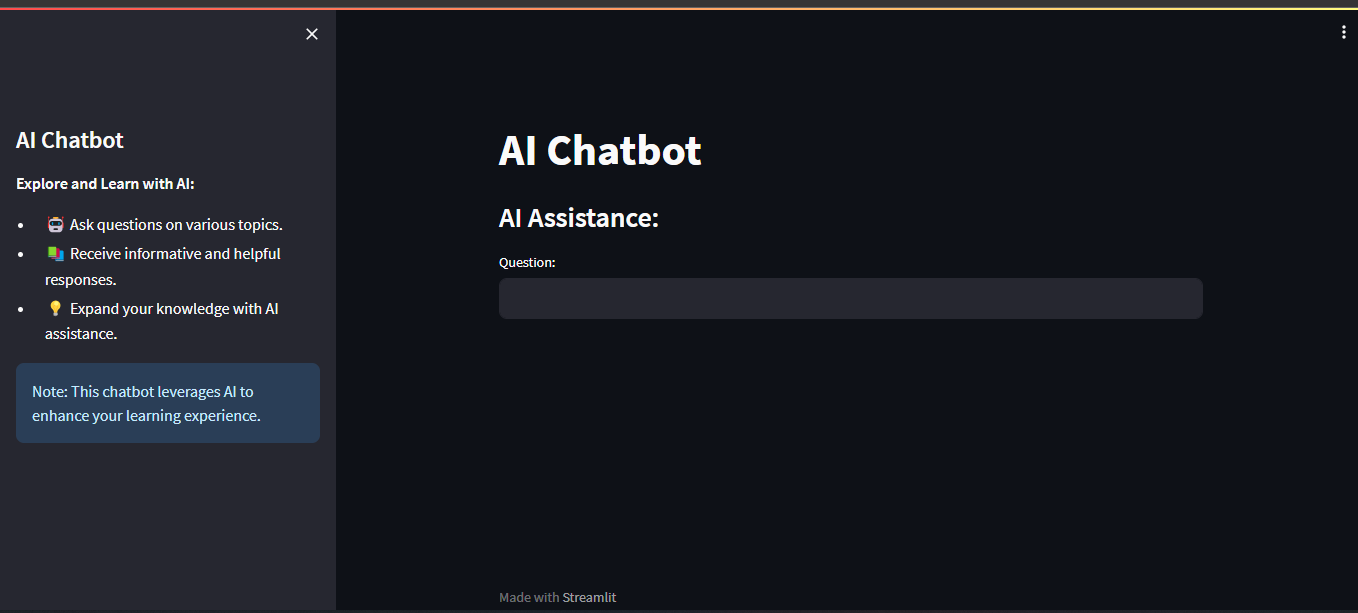 AI Chatbot
Explore and Learn with AI:
🤖 Ask questions on various topics.
📚 Receive informative and helpful
responses.
💡 Expand your knowledge with AI
assistance.
Note: This chatbot leverages AI to
enhance your learning experience.
AI Chatbot
AI Assistance:
Question:
Made with Streamlit